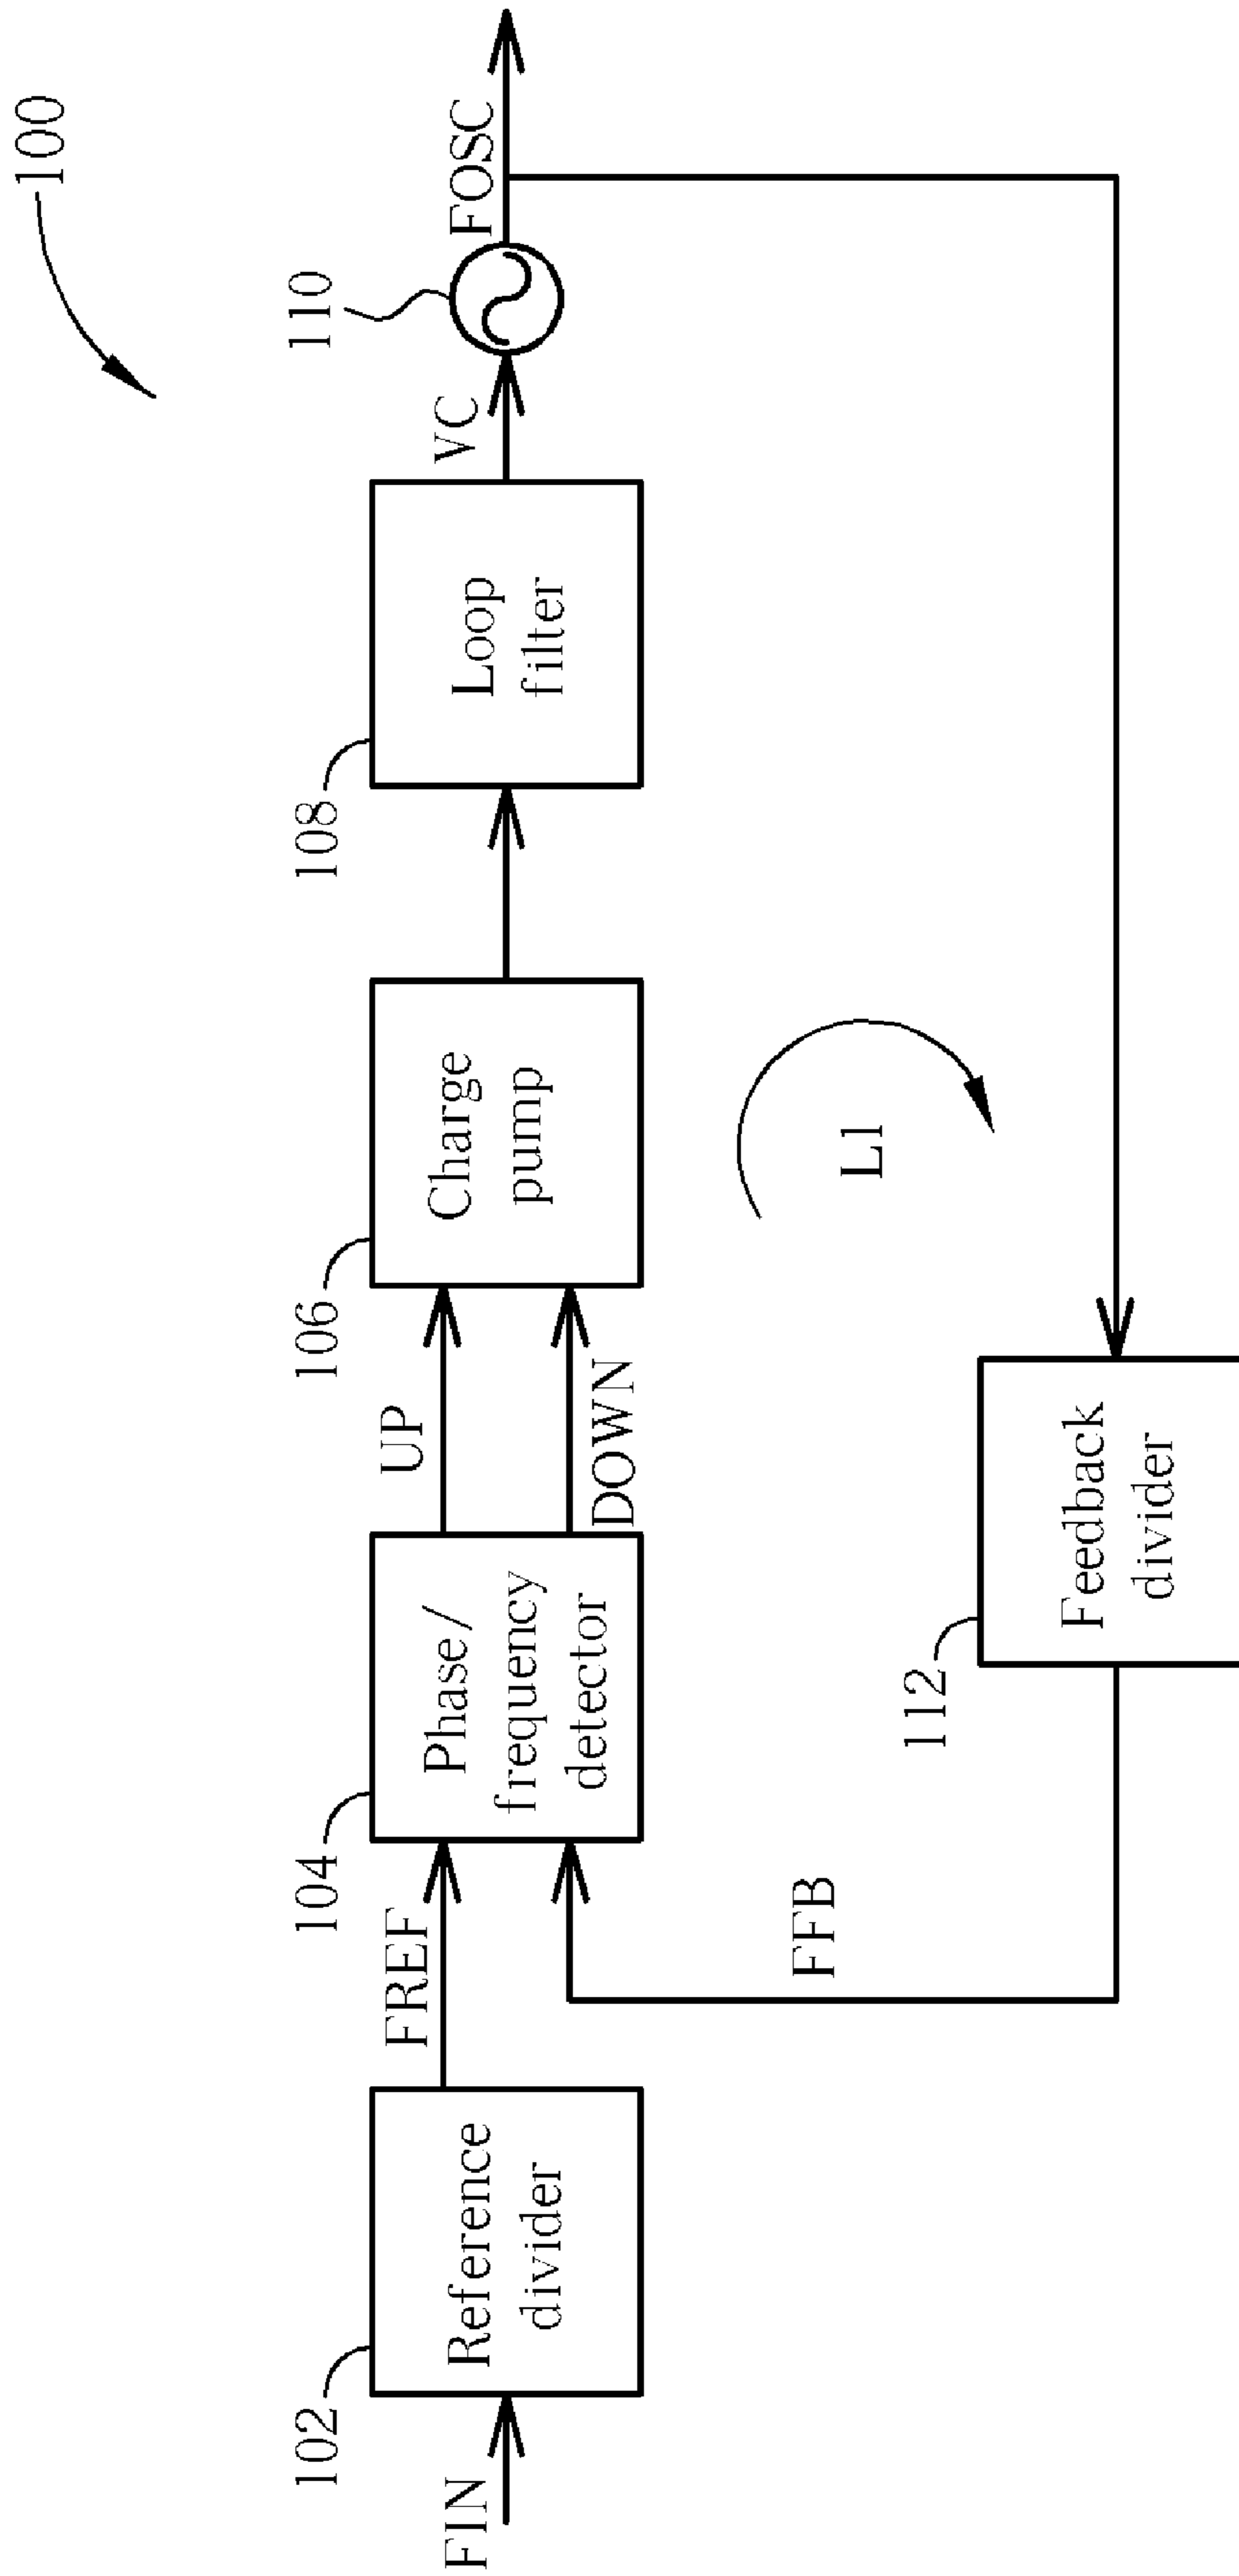 100
102
104
106
108
110
FIN
Reference
divider
FREF
Phase/
frequency
detector
UP
DOWN
Charge
pump
Loop
filter
VC
FOSC
FFB
L1
112
Feedback
divider